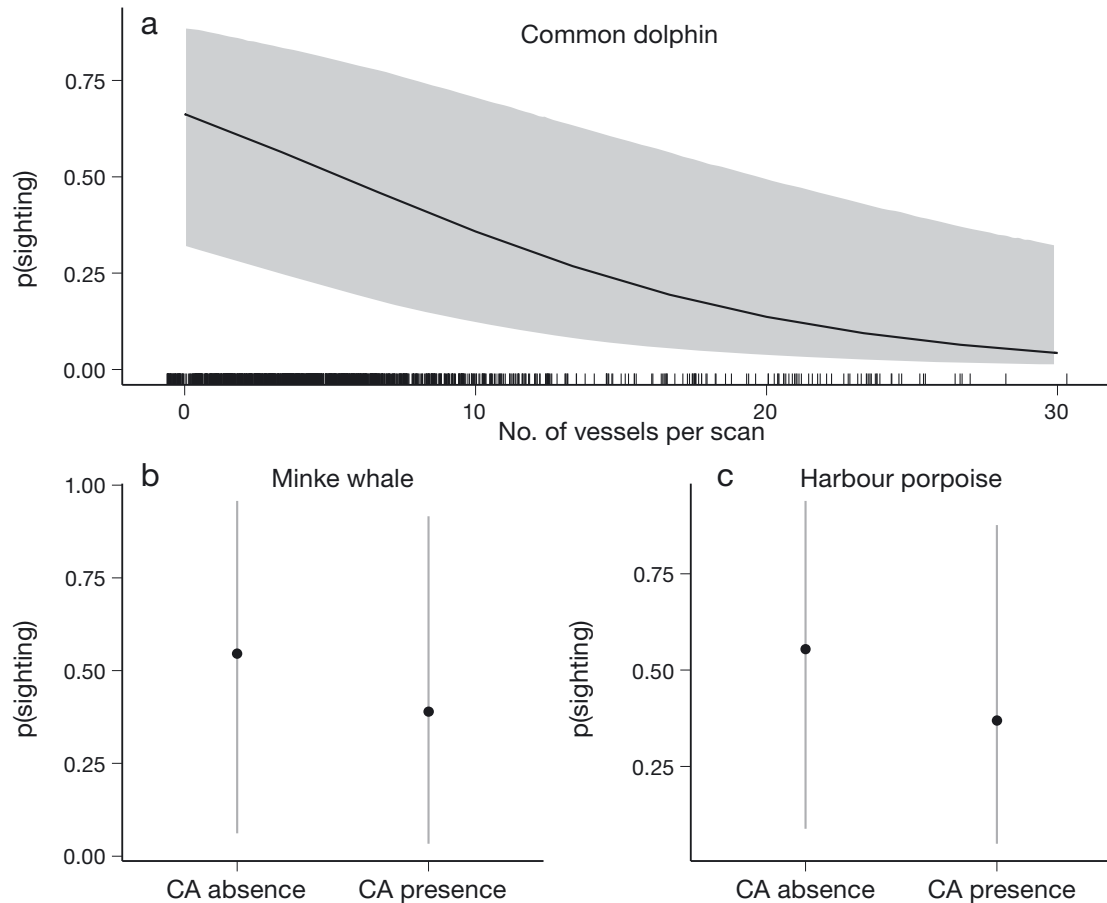 a
Common dolphin
0.75
0.50
0.25
0.00
p(sighting)
0
10
20
30
No. of vessels per scan
b
Minke whale
1.00
0.75
0.50
0.25
0.00
p(sighting)
CA absence
CA presence
c
Harbour porpoise
0.75
0.50
0.25
p(sighting)
CA absence
CA presence